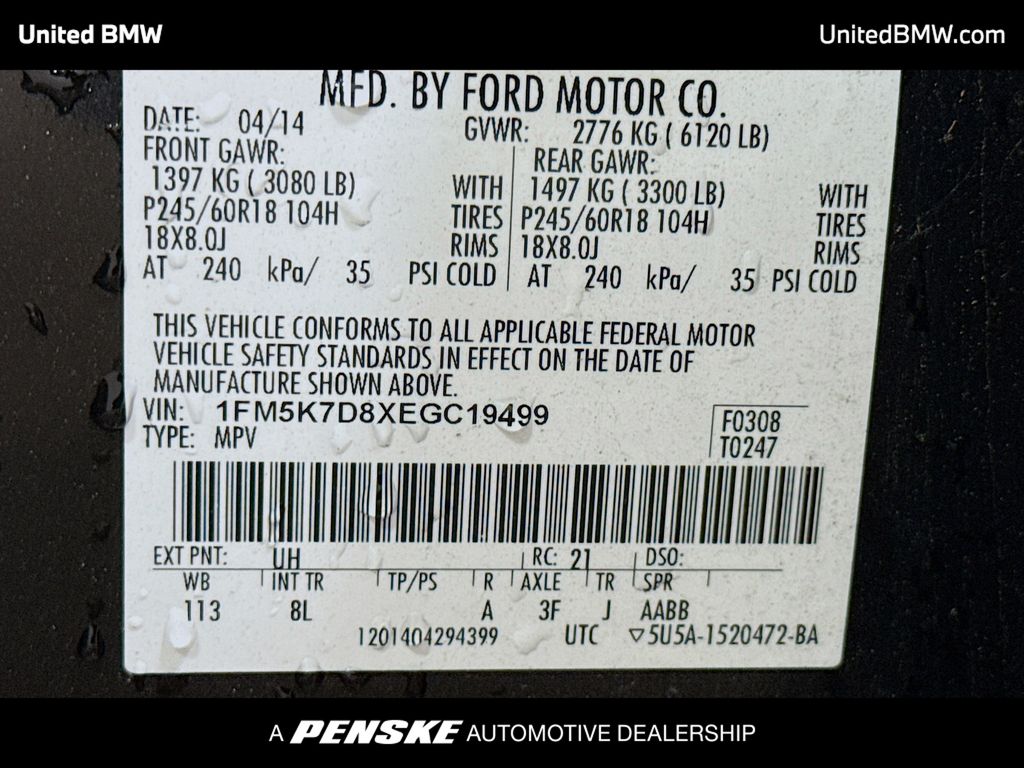 United BMW
UnitedBMW.com
MFD. BY FORD MOTOR CO.
DATE: 04/14 GVWR: 2776 KG ( 6120 LB)
FRONT GAWR: REAR GAWR:
1397 KG ( 3080 LB) WITH 1497 KG ( 3300 LB) WITH
P245/60R18 104H TIRES P245/60R18 104H TIRES
18X8.0J RIMS 18X8.0J RIMS
AT 240 kPa/ 35 PSI COLD AT 240 kPa/ 35 PSI COLD
THIS VEHICLE CONFORMS TO ALL APPLICABLE FEDERAL MOTOR
VEHICLE SAFETY STANDARDS IN EFFECT ON THE DATE OF
MANUFACTURE SHOWN ABOVE.
VIN: 1FM5K7D8XEGC19499 F0308
TYPE: MPV T0247
EXT PNT: UH RC: 21 DSO:
WB INT TR TP/PS R AXLE TR SPR
113 8L A 3F J AABB
1201404294399 UTC ▽5U5A-1520472-BA
A PENSKE AUTOMOTIVE DEALERSHIP